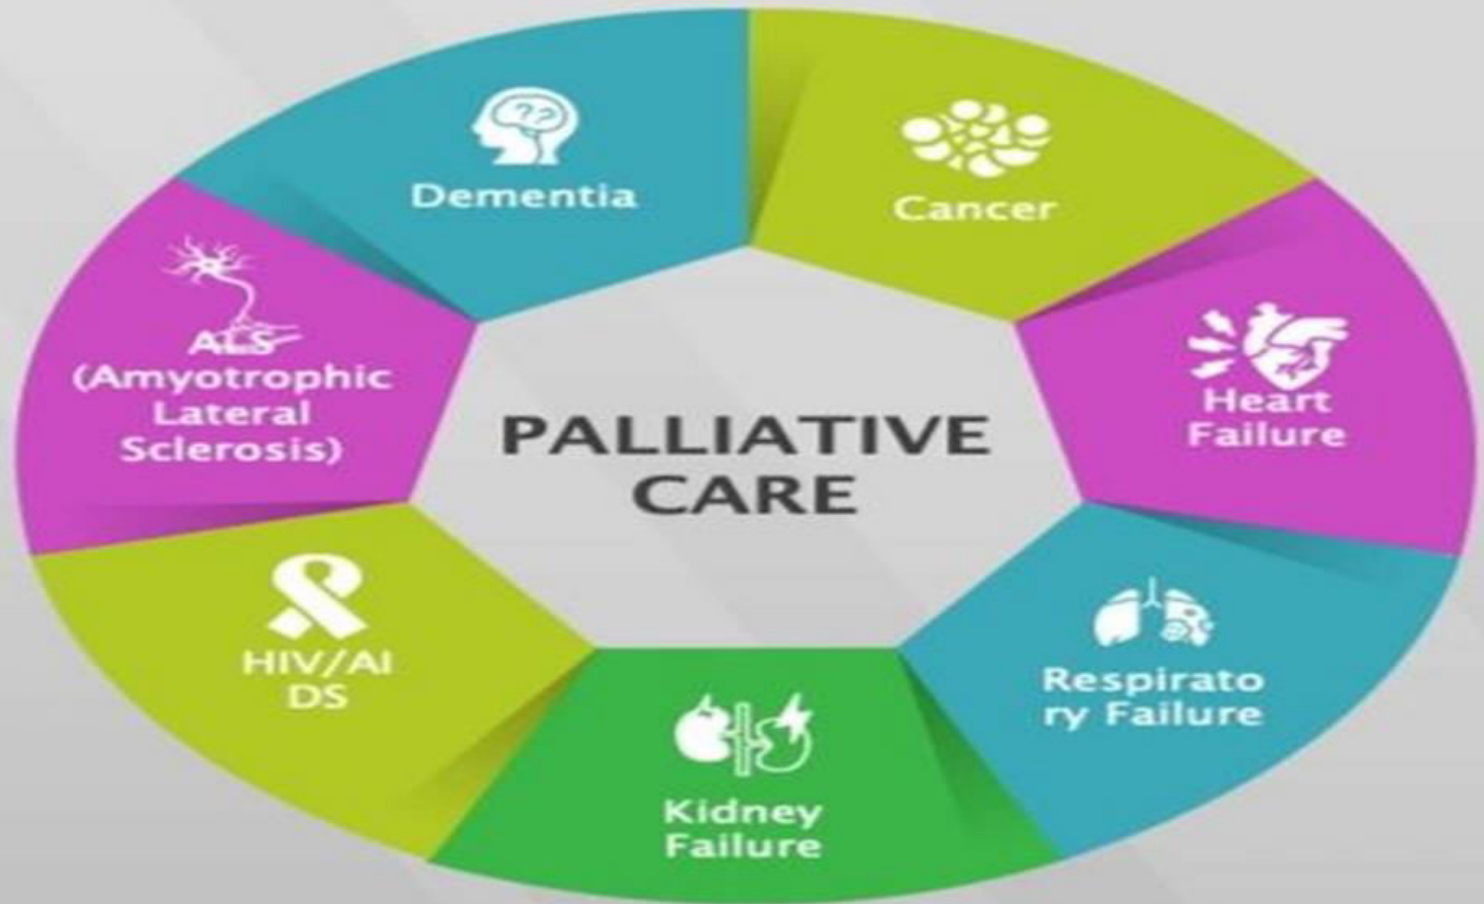 Dementia
??
Cancer
ALS
(Amyotrophic
Lateral
Sclerosis)
Heart
Failure
PALLIATIVE
CARE
HIV/AI
DS
Respirato
ry Failure
Kidney
Failure